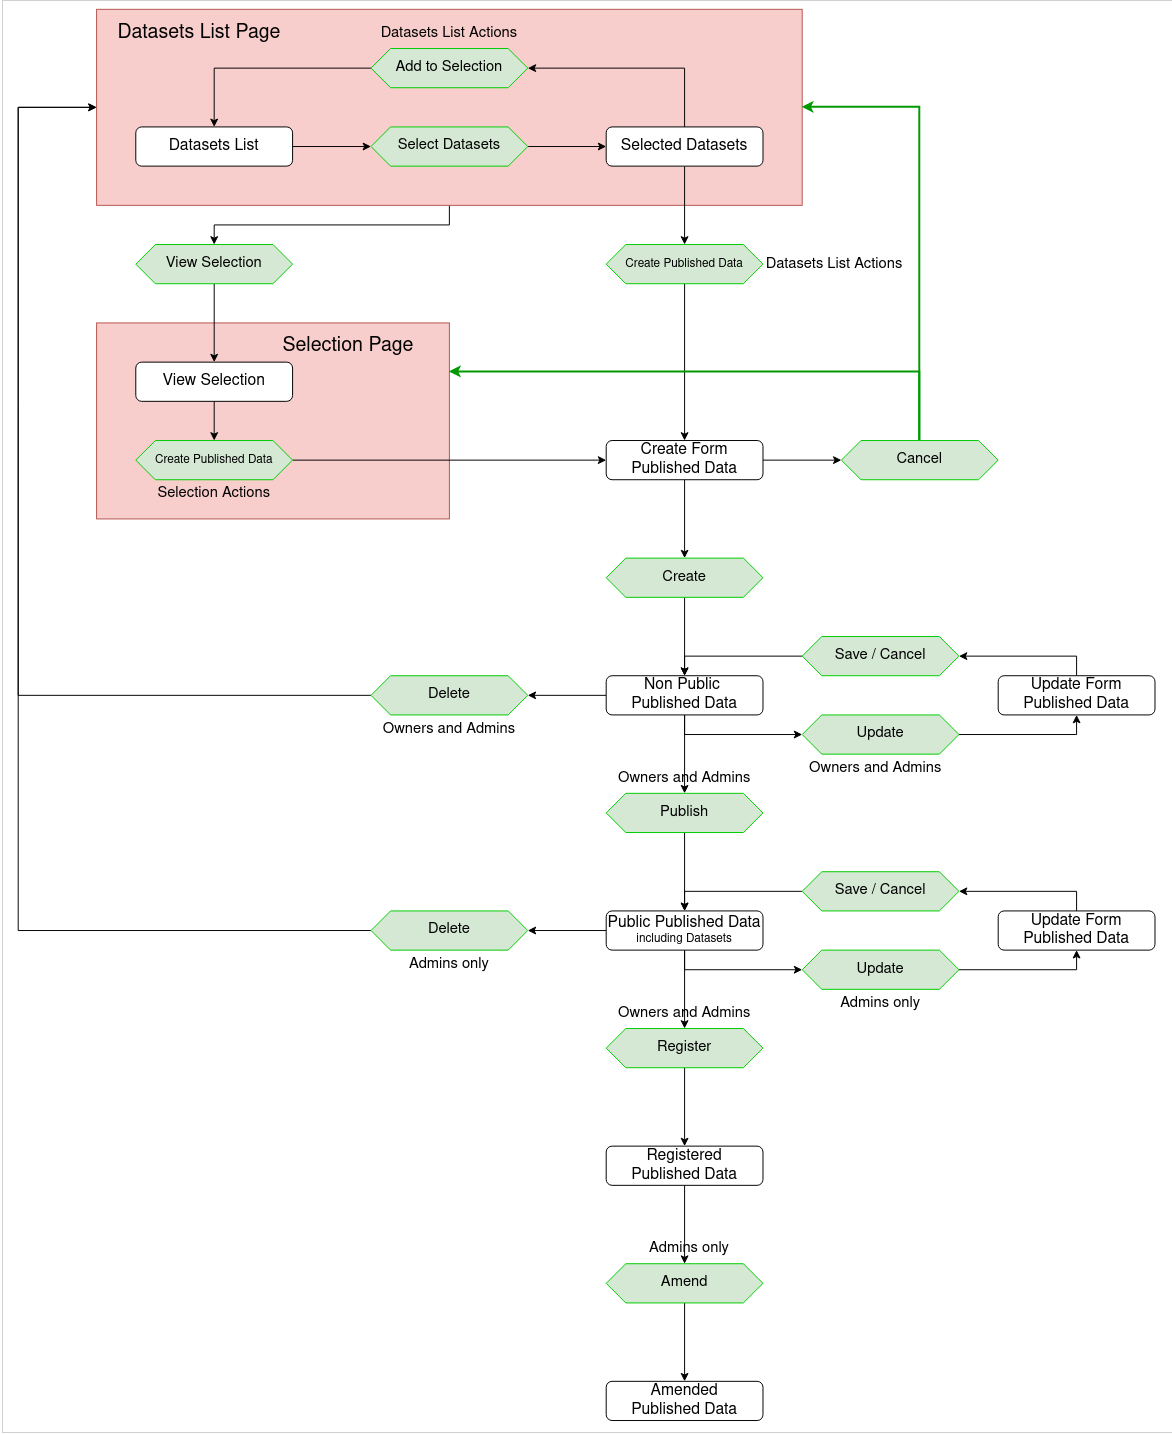 Datasets List Page
Datasets List Actions
Add to Selection
Datasets List
Select Datasets
Selected Datasets
View Selection
Create Published Data
Datasets List Actions
Selection Page
View Selection
Create Published Data
Selection Actions
Create Form
Published Data
Cancel
Create
Save / Cancel
Delete
Owners and Admins
Non Public
Published Data
Update Form
Published Data
Update
Owners and Admins
Owners and Admins
Publish
Save / Cancel
Delete
Admins only
Public Published Data
including Datasets
Update Form
Published Data
Update
Admins only
Owners and Admins
Register
Registered
Published Data
Admins only
Amend
Amended
Published Data